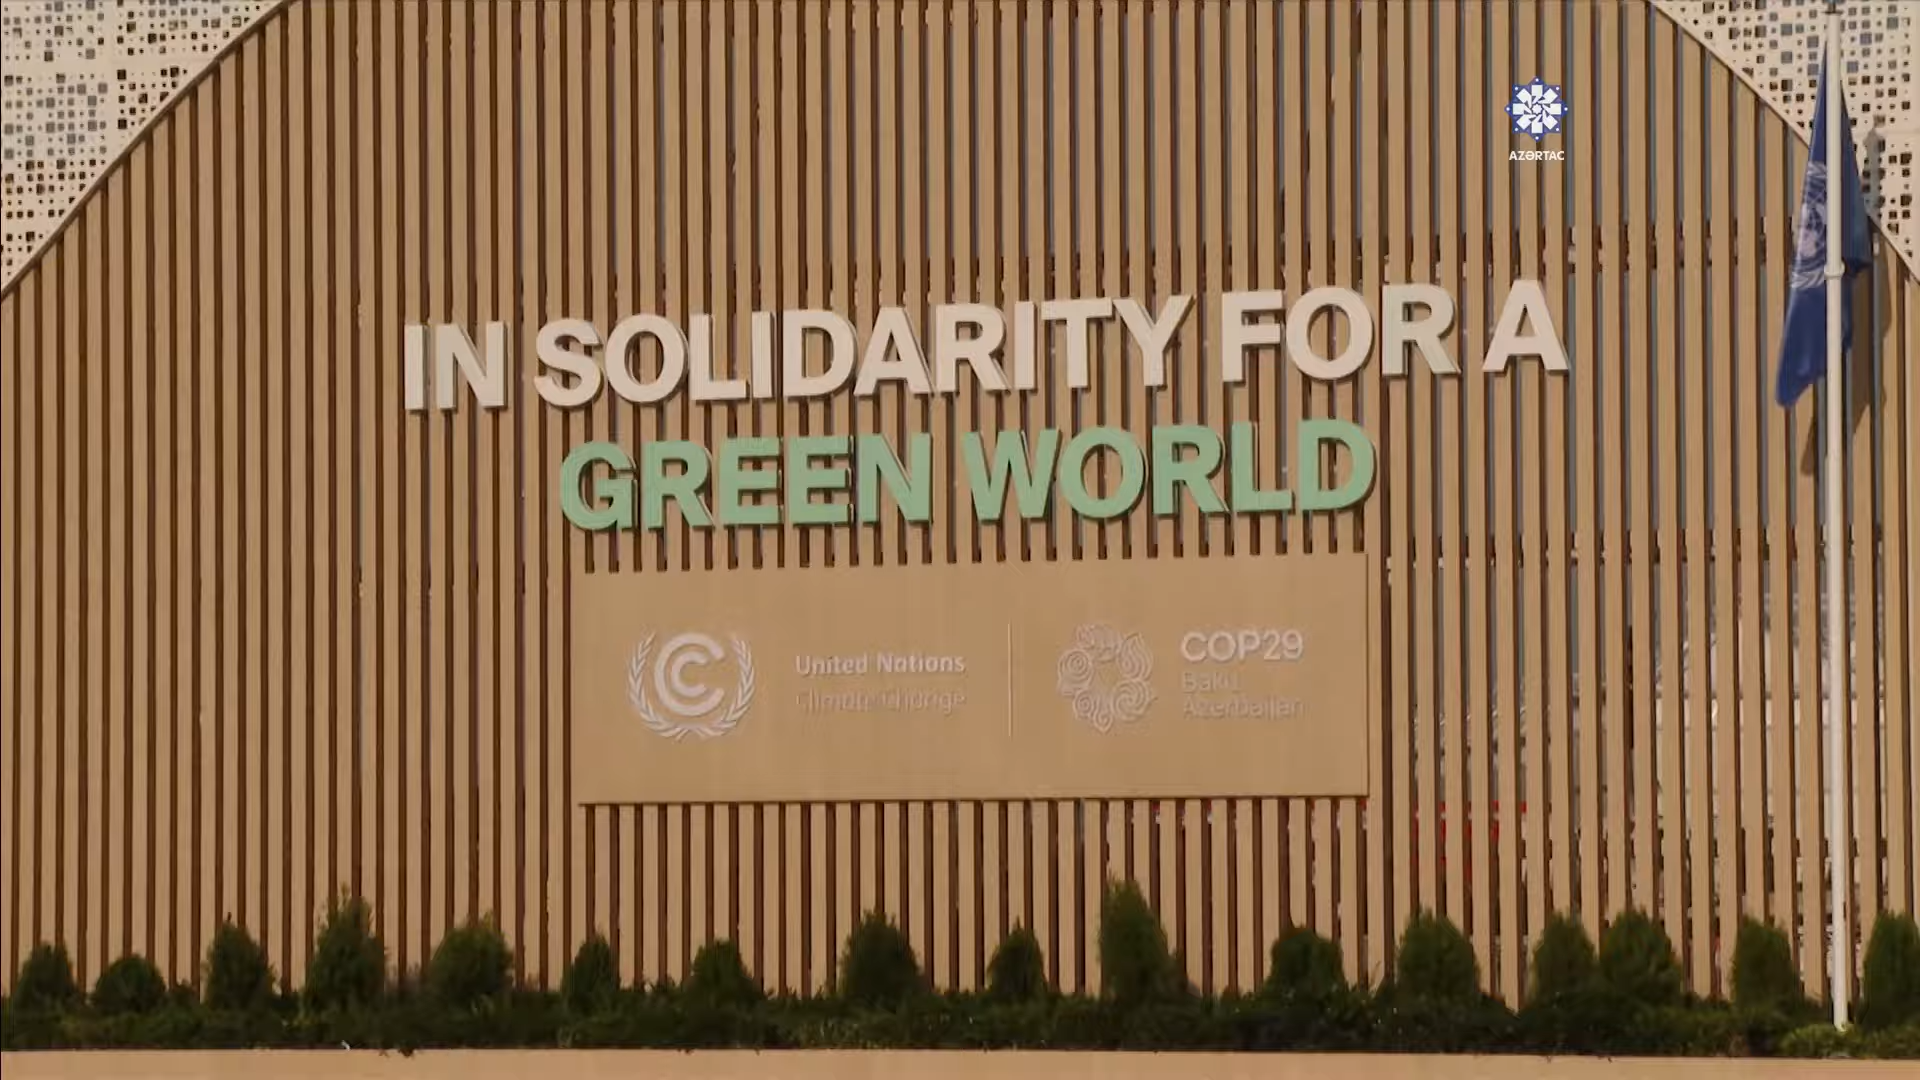 AZƏRTAC
IN SOLIDARITY FOR A
GREEN WORLD
United Nations
Climate Change
COP29
Baku
Azerbaijan